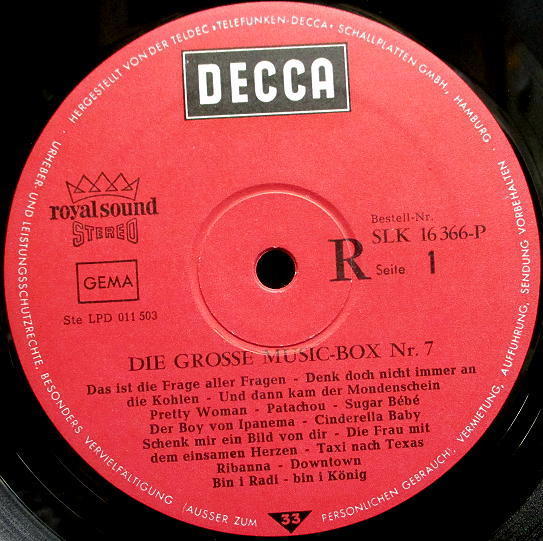 HERGESTELLT VON DER TELDEC »TELEFUNKEN-DECCA« SCHALLPLATTEN GMBH., HAMBURG ·
URHEBER- UND LEISTUNGSSCHUTZRECHTE, BESONDERS VERVIELFÄLTIGUNG (AUSSER ZUM PERSÖNLICHEN GEBRAUCH), VERMIETUNG, AUFFÜHRUNG, SENDUNG VORBEHALTEN
DECCA
royal sound
STEREO
GEMA
Ste LPD 011 503
Bestell-Nr.
SLK 16 366-P
R Seite 1
DIE GROSSE MUSIC-BOX Nr. 7
Das ist die Frage aller Fragen - Denk doch nicht immer an
die Kohlen - Und dann kam der Mondenschein
Pretty Woman - Patachou - Sugar Bébé
Der Boy von Ipanema - Cinderella Baby
Schenk mir ein Bild von dir - Die Frau mit
dem einsamen Herzen - Taxi nach Texas
Ribanna - Downtown
Bin i Radi - bin i König
33